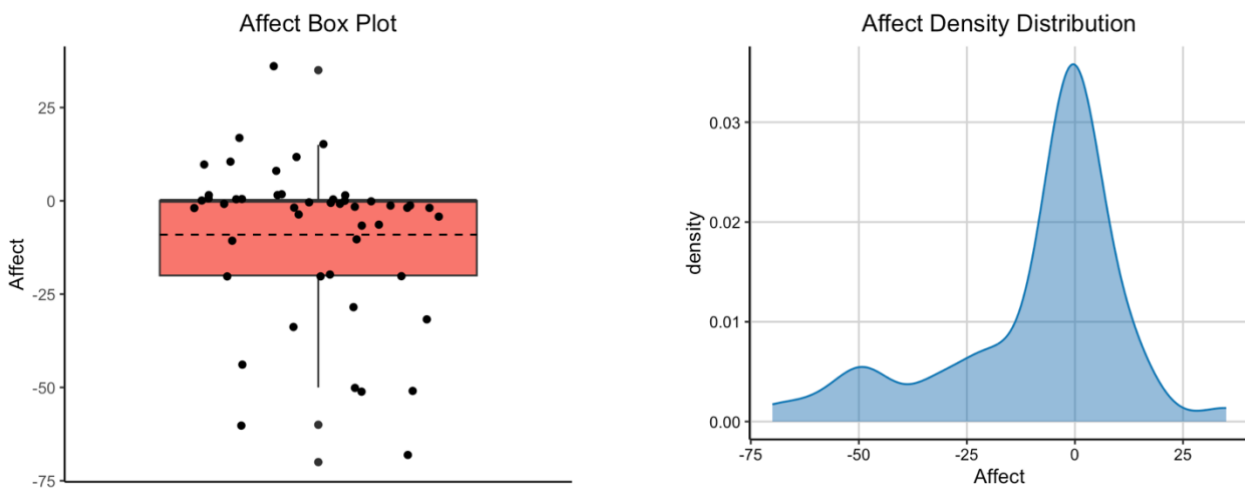 Affect Box Plot
25
0
-25
-50
-75
Affect
Affect Density Distribution
0.03
0.02
0.01
0.00
density
-75 -50 -25 0 25
Affect